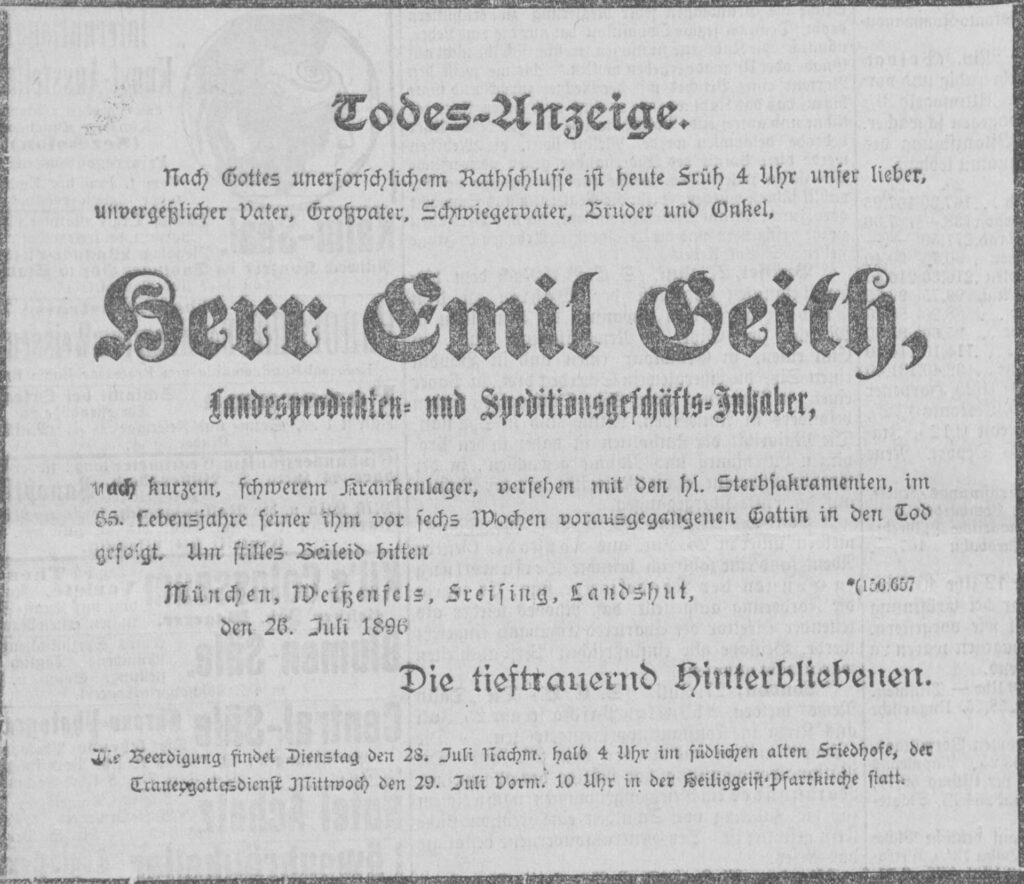 Todes-Anzeige.
Nach Gottes unerforschlichem Rathschlusse ist heute Früh 4 Uhr unser lieber,
unvergeßlicher Vater, Großvater, Schwiegervater, Bruder und Onkel,
Herr Emil Geith,
Landesprodukten- und Speditionsgeschäfts-Inhaber,
nach kurzem, schwerem Krankenlager, versehen mit den hl. Sterbsakramenten, im
55. Lebensjahre seiner ihm vor sechs Wochen vorausgegangenen Gattin in den Tod
gefolgt. Um stilles Beileid bitten
München, Weißenfels, Freising, Landshut, *(156.657
den 26. Juli 1896
Die tieftrauernd Hinterbliebenen.
Die Beerdigung findet Dienstag den 28. Juli Nachm. halb 4 Uhr im südlichen alten Friedhofe, der
Trauergottesdienst Mittwoch den 29. Juli Vorm. 10 Uhr in der Heiliggeist-Pfarrkirche statt.